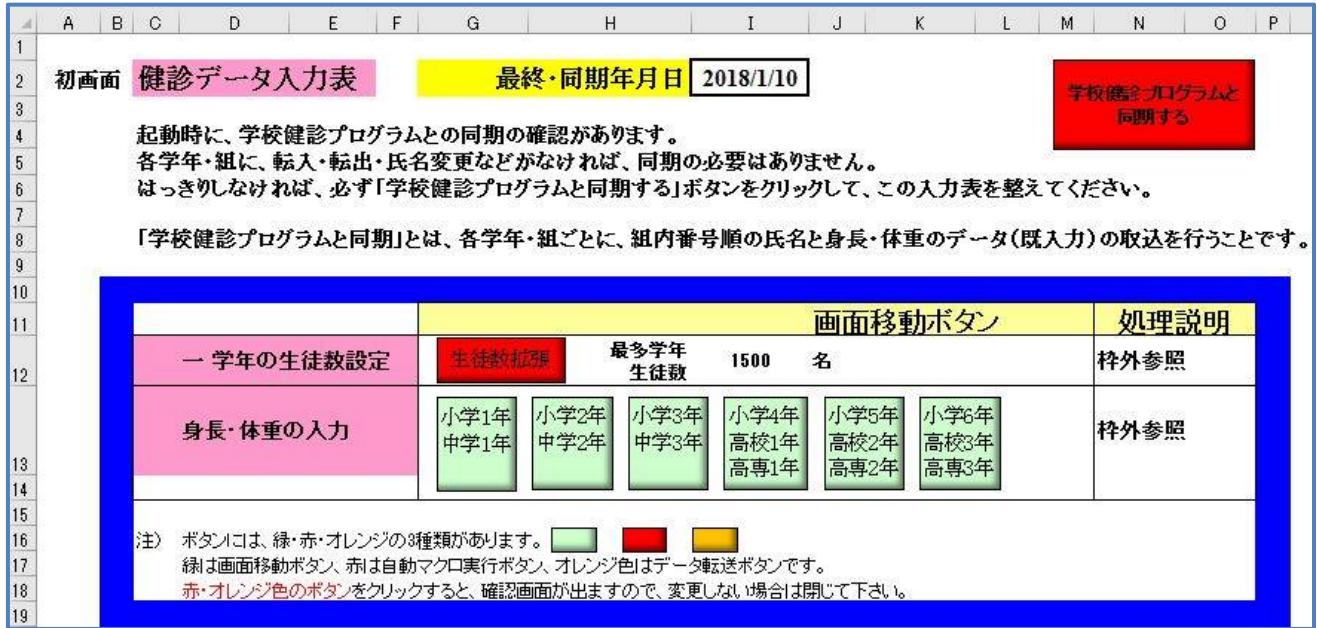 A B C D E F G H I J K L M N O P
1
2 初画面 健診データ入力表 最終・同期年月日 2018/1/10
学校健診プログラムと
同期する
3
4 起動時に、学校健診プログラムとの同期の確認があります。
5 各学年・組に、転入・転出・氏名変更などがなければ、同期の必要はありません。
6 はっきりしなければ、必ず「学校健診プログラムと同期する」ボタンをクリックして、この入力表を整えてください。
7
8 「学校健診プログラムと同期」とは、各学年・組ごとに、組内番号順の氏名と身長・体重のデータ(既入力)の取込を行うことです。
9
10
11 画面移動ボタン 処理説明
12 一 学年の生徒数設定 生徒数拡張 最多学年 1500 名 枠外参照
生徒数
13 身長・体重の入力 小学1年 小学2年 小学3年 小学4年 小学5年 小学6年 枠外参照
中学1年 中学2年 中学3年 高校1年 高校2年 高校3年
高専1年 高専2年 高専3年
14
15
16 注) ボタンには、緑・赤・オレンジの3種類があります。
17 緑は画面移動ボタン、赤は自動マクロ実行ボタン、オレンジ色はデータ転送ボタンです。
18 赤・オレンジ色のボタンをクリックすると、確認画面が出ますので、変更しない場合は閉じて下さい。
19